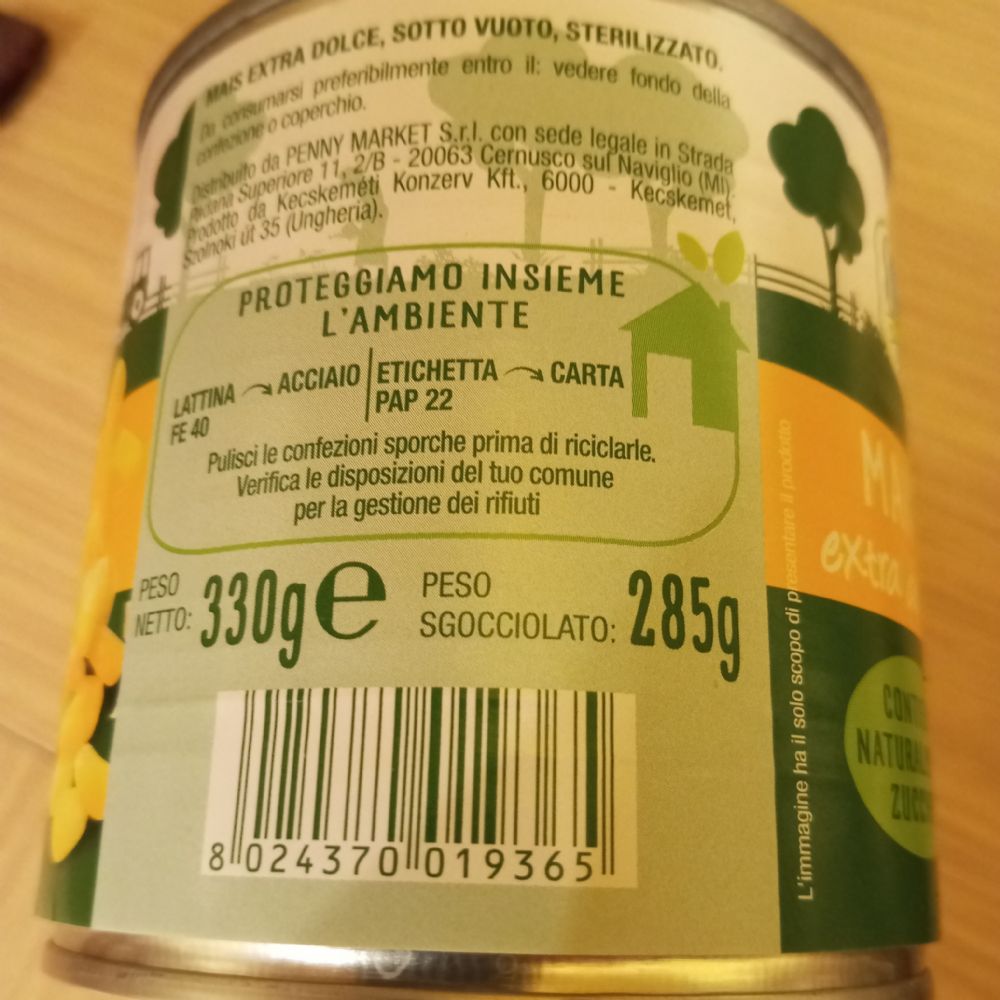 MAIS EXTRA DOLCE, SOTTO VUOTO, STERILIZZATO.
Da consumarsi preferibilmente entro il: vedere fondo della
confezione o coperchio.
Distribuito da PENNY MARKET S.r.l. con sede legale in Strada
Padana Superiore 11, 2/B - 20063 Cernusco sul Naviglio (MI).
Prodotto da Kecskeméti Konzerv Kft., 6000 - Kecskemet,
Szolnoki út 35 (Ungheria).
PROTEGGIAMO INSIEME
L'AMBIENTE
LATTINA ACCIAIO
FE 40
ETICHETTA CARTA
PAP 22
Pulisci le confezioni sporche prima di riciclarle.
Verifica le disposizioni del tuo comune
per la gestione dei rifiuti
PESO
NETTO: 330g e
PESO
SGOCCIOLATO: 285g
8 024370 019365
L'immagine ha il solo scopo di presentare il prodotto
extra